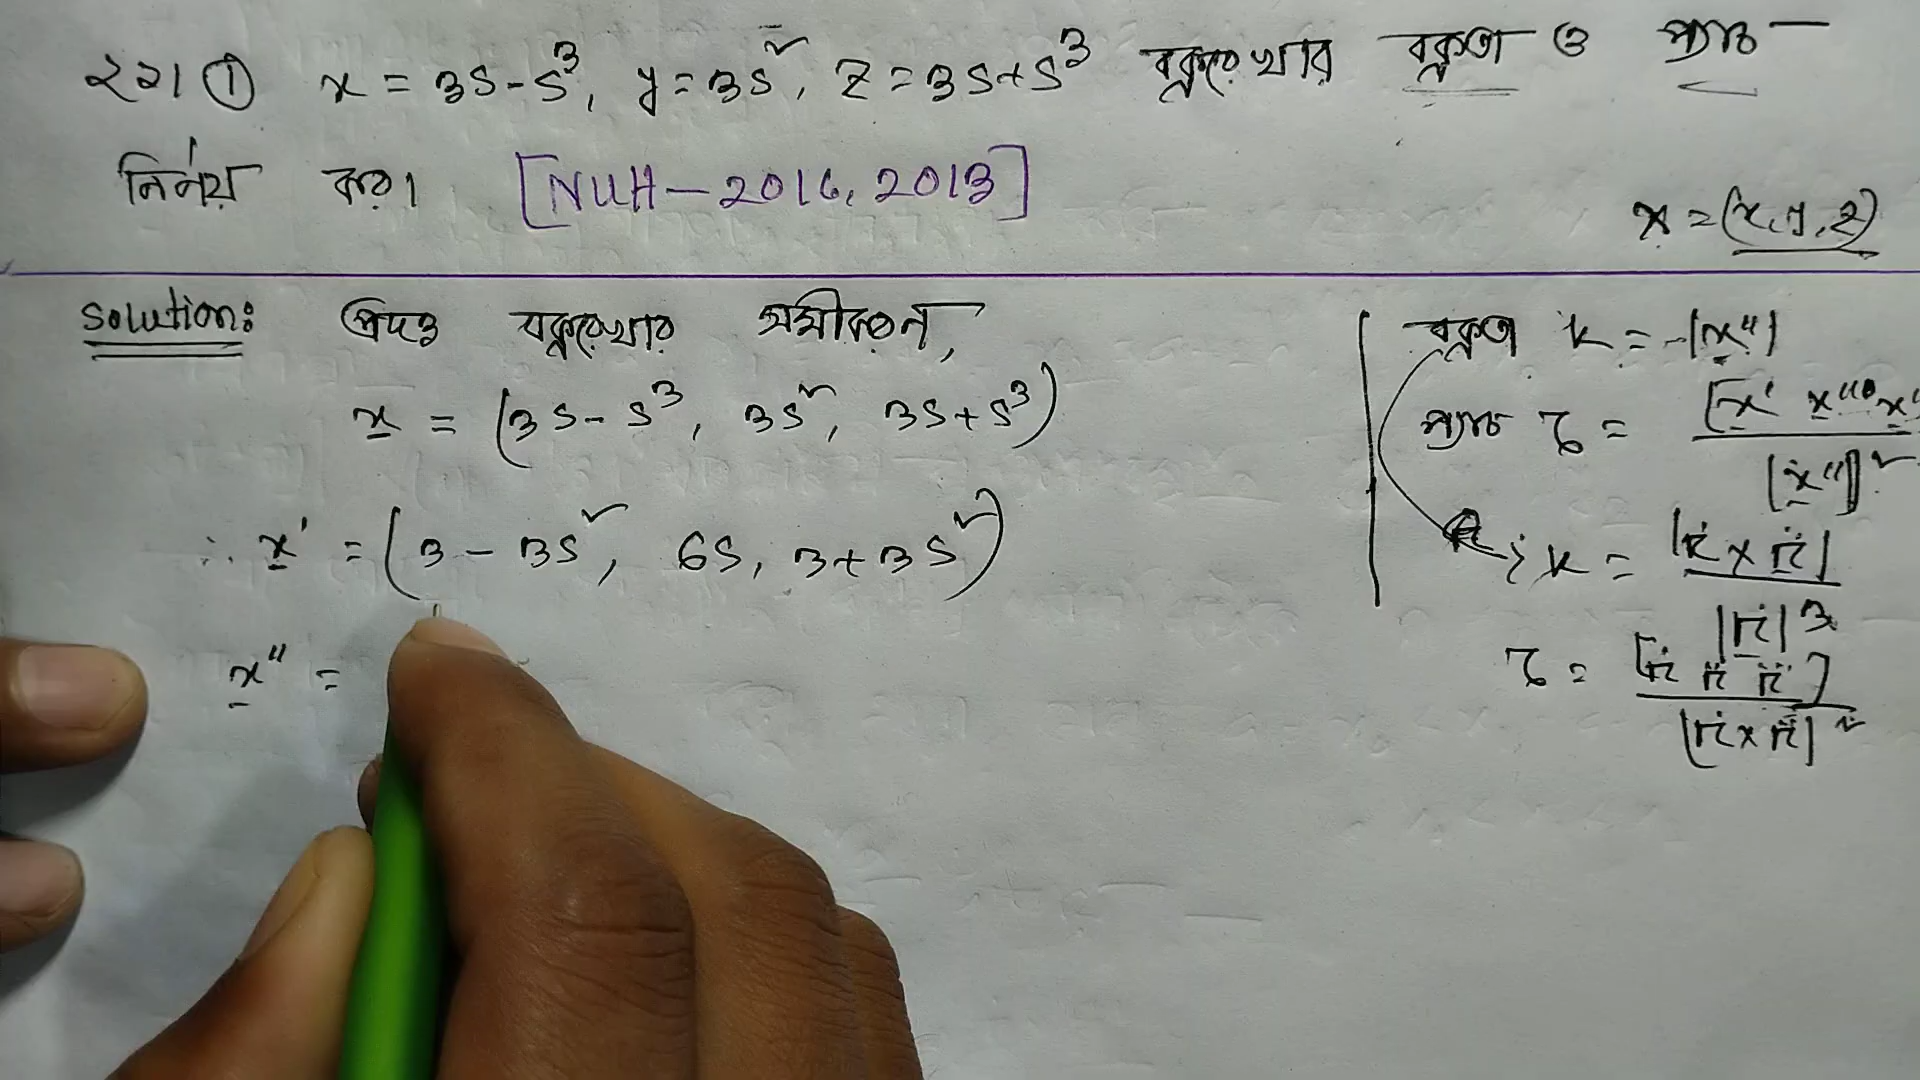 ২২। ① x = 3s-s³, y = 3s², z = 3s+s³ বক্ররেখার বক্রতা ও প্যাচ
নির্ণয় কর। [NUH-2016, 2013]
x = (x, y, z)
Solution: প্রদত্ত বক্ররেখার সমীকরণ,
x = (3s-s³, 3s², 3s+s³)
∴ x' = (3-3s², 6s, 3+3s²)
x'' =
বক্রতা k = |x''|
প্যাচ τ = [x' x'' x'
[x'']²
; k = |ṙ × r̈|
|ṙ|³
τ = [ṙ r̈ r⃛]
|ṙ × r̈|²